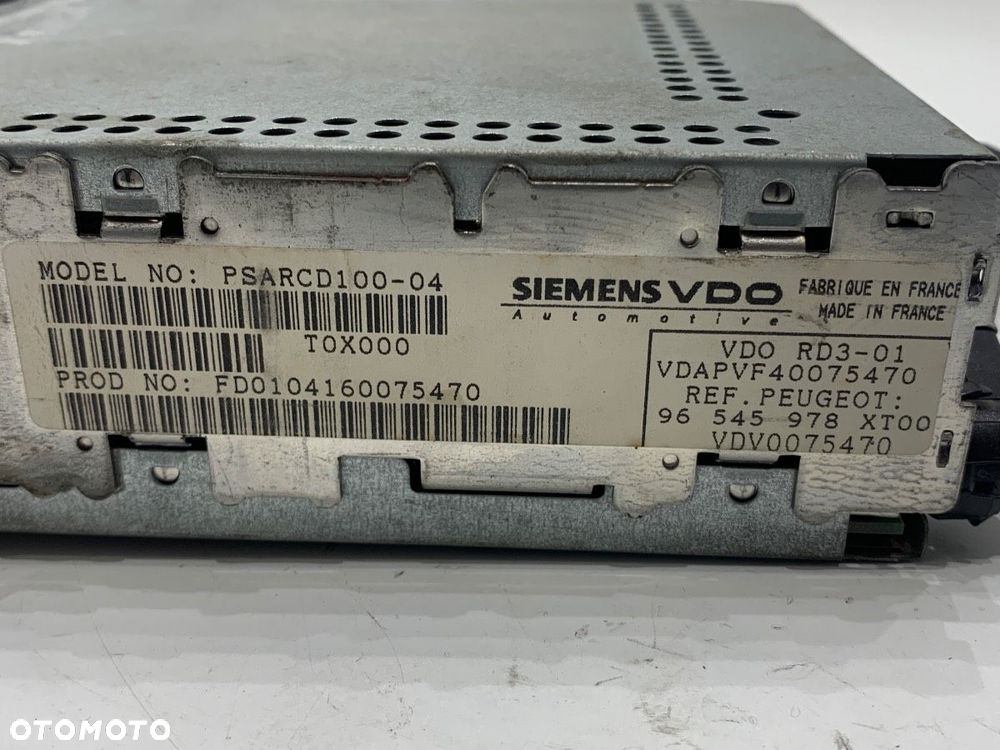 MODEL NO: PSARCD100-04
T0X000
PROD NO: FD0104160075470
SIEMENS VDO
Automotive
FABRIQUE EN FRANCE
MADE IN FRANCE
VDO RD3-01
VDAPVF40075470
REF. PEUGEOT:
96 545 978 XT00
VDV0075470
OTOMOTO